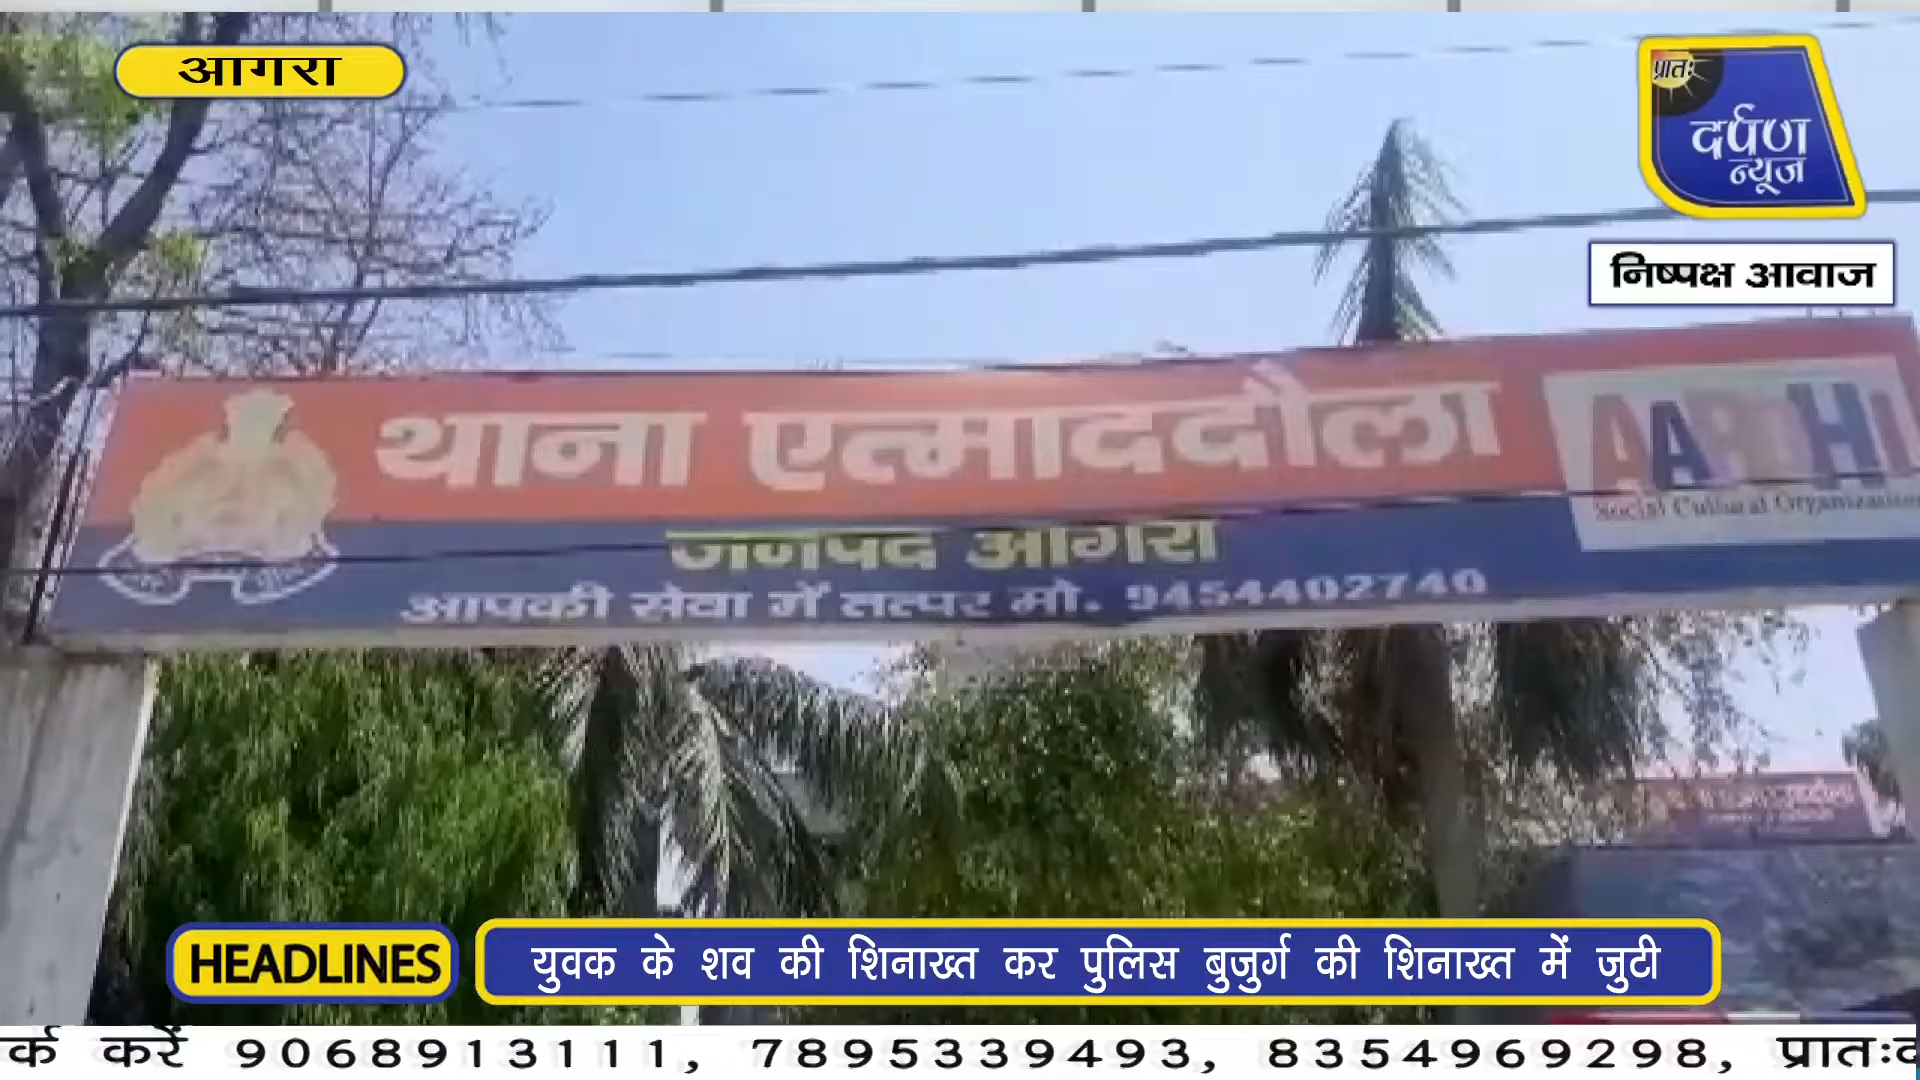 आगरा
प्रातः
दर्पण
न्यूज
निष्पक्ष आवाज
थाना एत्माददौला
जनपद आगरा
आपकी सेवा में तत्पर मो. 9454402740
Social Cultural Organization
HEADLINES
युवक के शव की शिनाख्त कर पुलिस बुजुर्ग की शिनाख्त में जुटी
र्क करें 9068913111, 7895339493, 8354969298, प्रातःद